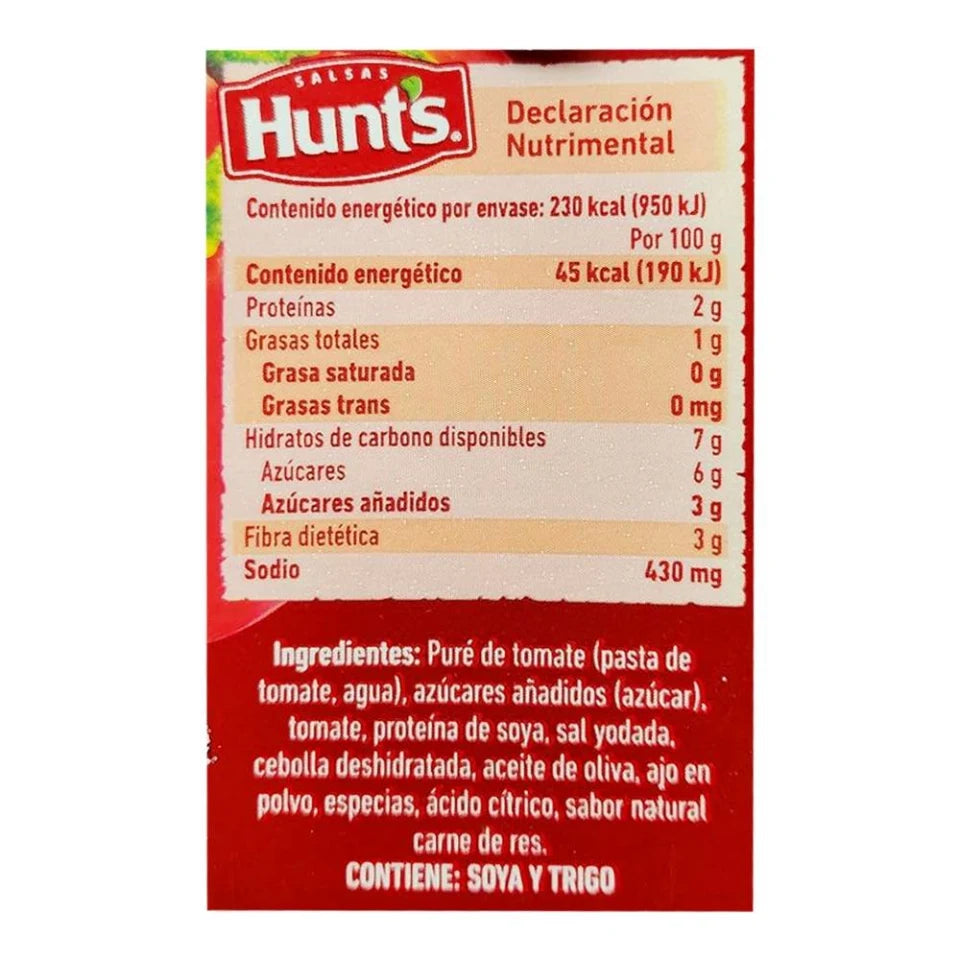 SALSAS
Hunt's®
Declaración
Nutrimental
Contenido energético por envase: 230 kcal (950 kJ)
Por 100 g
Contenido energético 45 kcal (190 kJ)
Proteínas 2 g
Grasas totales 1 g
Grasa saturada 0 g
Grasas trans 0 mg
Hidratos de carbono disponibles 7 g
Azúcares 6 g
Azúcares añadidos 3 g
Fibra dietética 3 g
Sodio 430 mg
Ingredientes: Puré de tomate (pasta de
tomate, agua), azúcares añadidos (azúcar),
tomate, proteína de soya, sal yodada,
cebolla deshidratada, aceite de oliva, ajo en
polvo, especias, ácido cítrico, sabor natural
carne de res.
CONTIENE: SOYA Y TRIGO